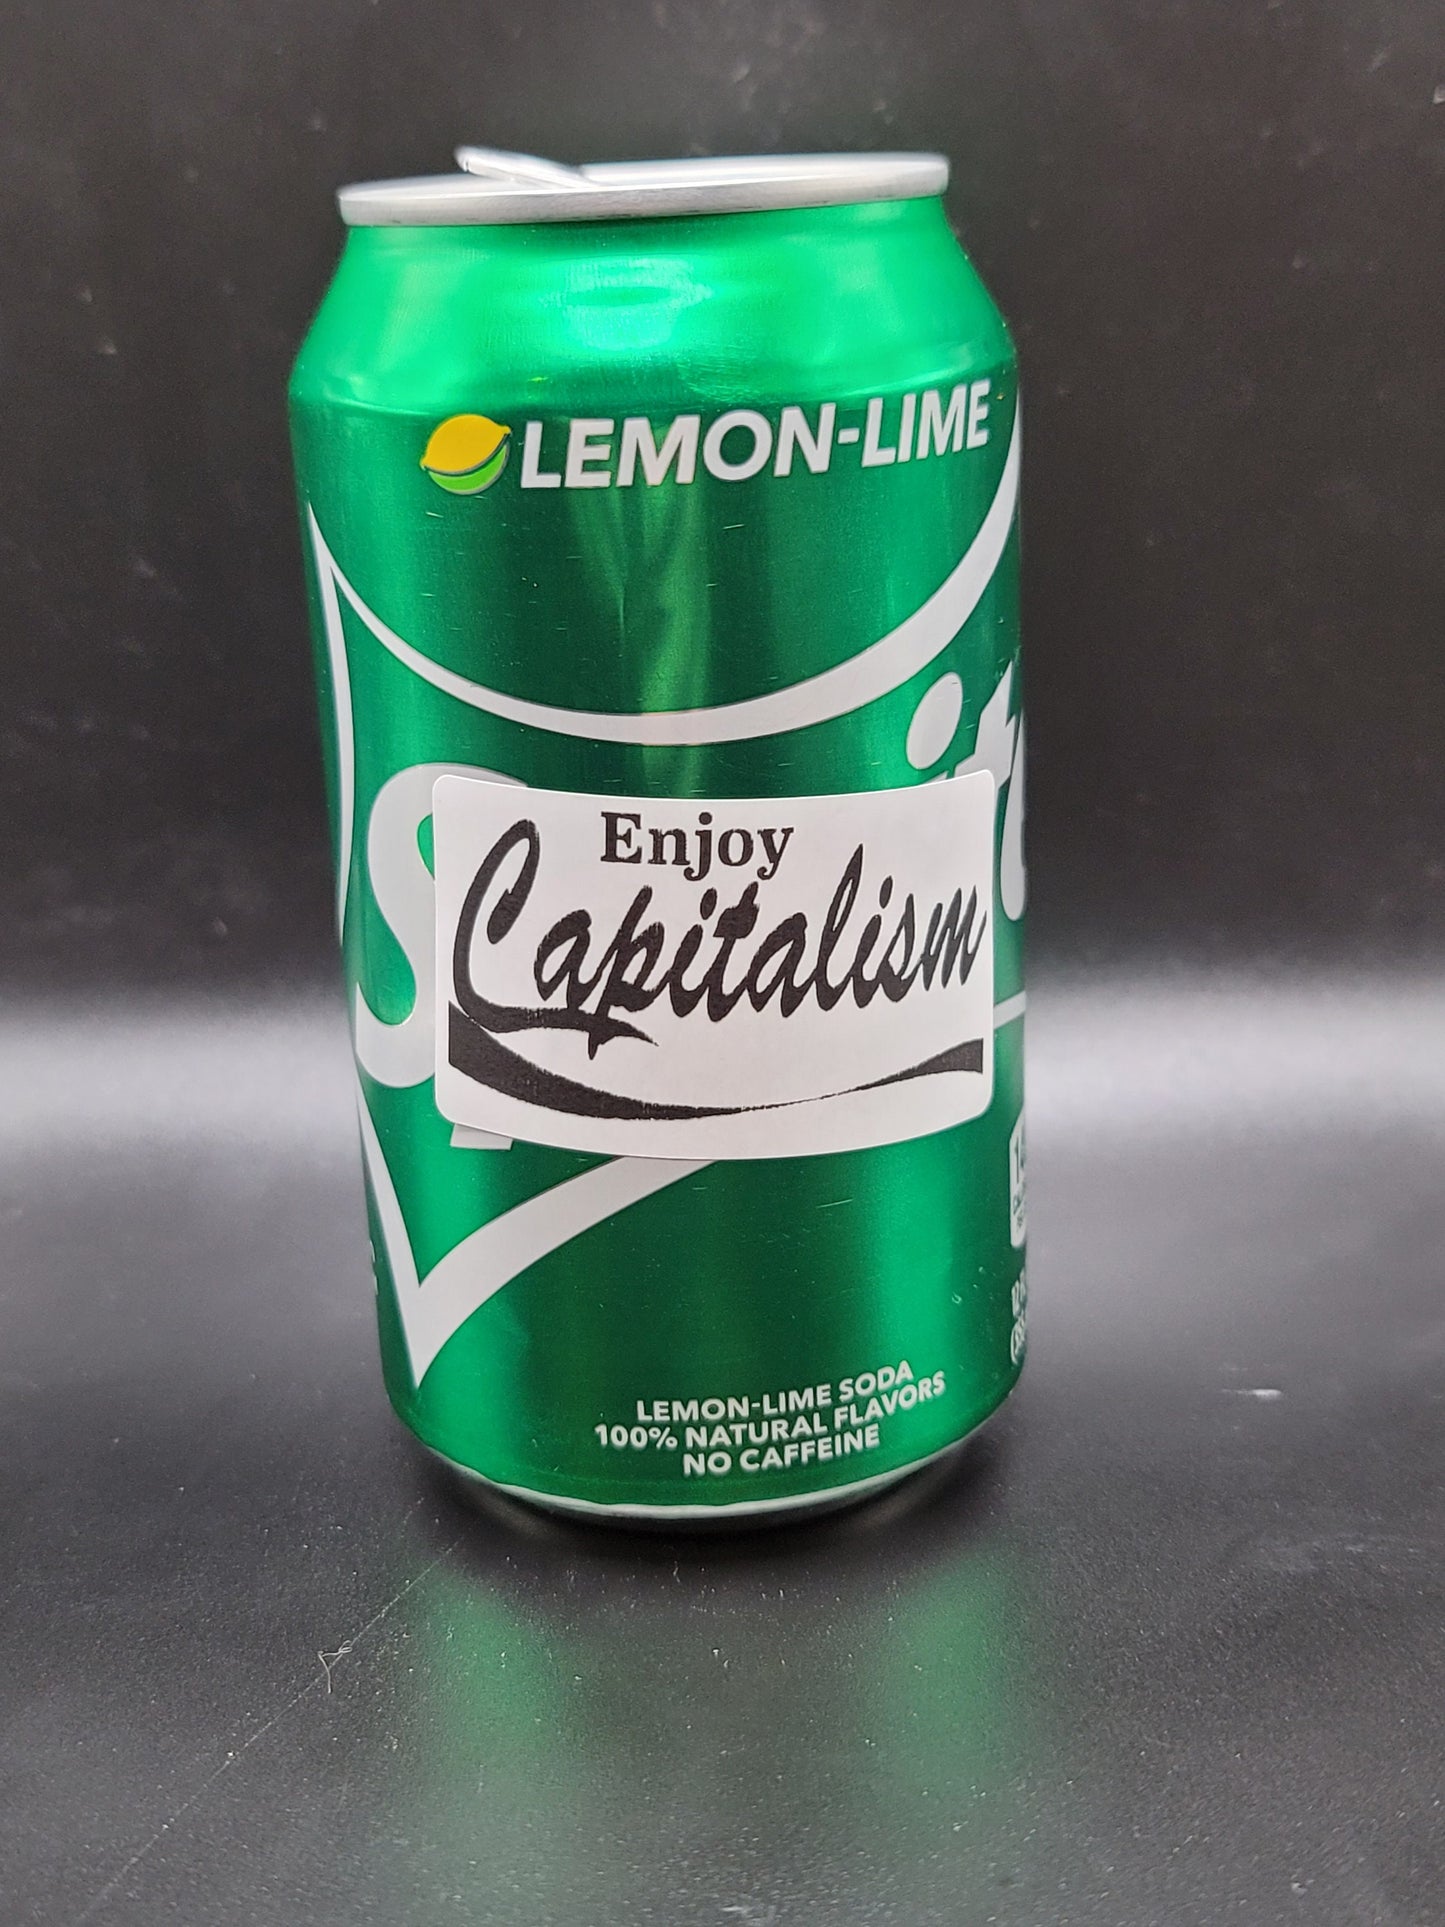 LEMON-LIME
Enjoy
Capitalism
LEMON-LIME SODA
100% NATURAL FLAVORS
NO CAFFEINE